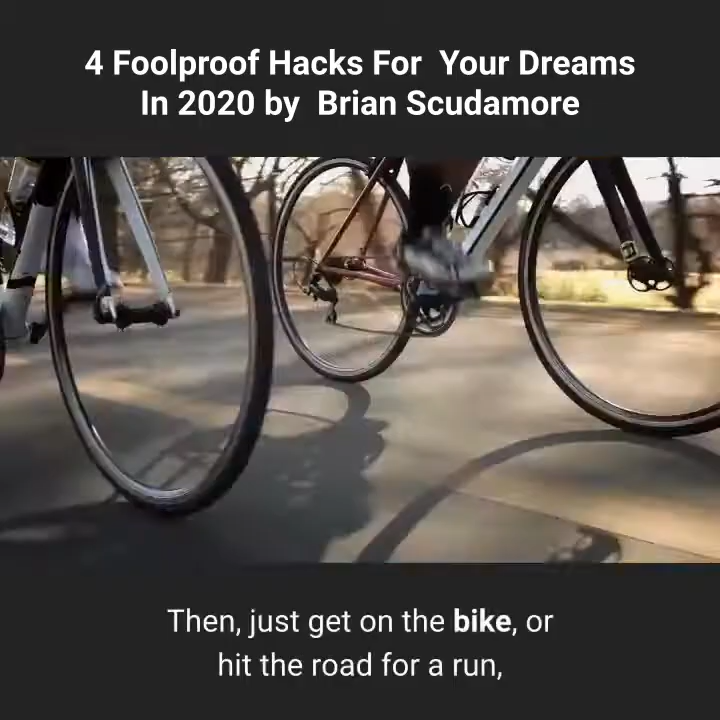 4 Foolproof Hacks For Your Dreams
In 2020 by Brian Scudamore
Then, just get on the bike, or
hit the road for a run,